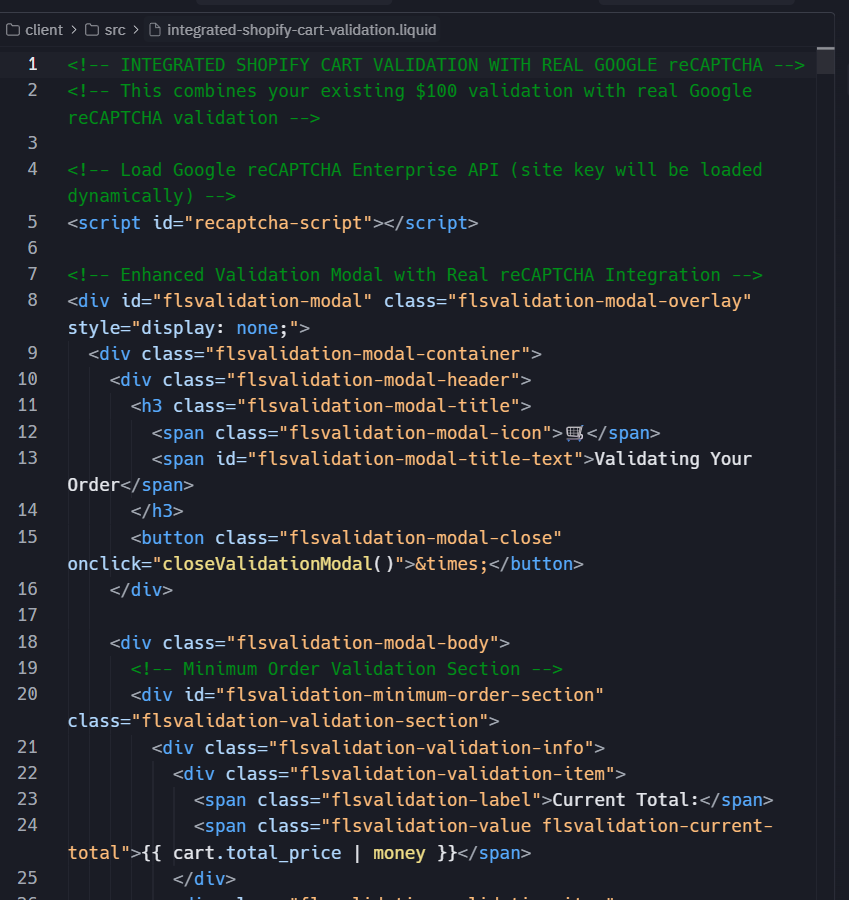 client > src > integrated-shopify-cart-validation.liquid
1 <!-- INTEGRATED SHOPIFY CART VALIDATION WITH REAL GOOGLE reCAPTCHA -->
2 <!-- This combines your existing $100 validation with real Google
reCAPTCHA validation -->
3
4 <!-- Load Google reCAPTCHA Enterprise API (site key will be loaded
dynamically) -->
5 <script id="recaptcha-script"></script>
6
7 <!-- Enhanced Validation Modal with Real reCAPTCHA Integration -->
8 <div id="flsvalidation-modal" class="flsvalidation-modal-overlay"
style="display: none;">
9 <div class="flsvalidation-modal-container">
10 <div class="flsvalidation-modal-header">
11 <h3 class="flsvalidation-modal-title">
12 <span class="flsvalidation-modal-icon">🛒</span>
13 <span id="flsvalidation-modal-title-text">Validating Your
Order</span>
14 </h3>
15 <button class="flsvalidation-modal-close"
onclick="closeValidationModal()">&times;</button>
16 </div>
17
18 <div class="flsvalidation-modal-body">
19 <!-- Minimum Order Validation Section -->
20 <div id="flsvalidation-minimum-order-section"
class="flsvalidation-validation-section">
21 <div class="flsvalidation-validation-info">
22 <div class="flsvalidation-validation-item">
23 <span class="flsvalidation-label">Current Total:</span>
24 <span class="flsvalidation-value flsvalidation-current-
total">{{ cart.total_price | money }}</span>
25 </div>